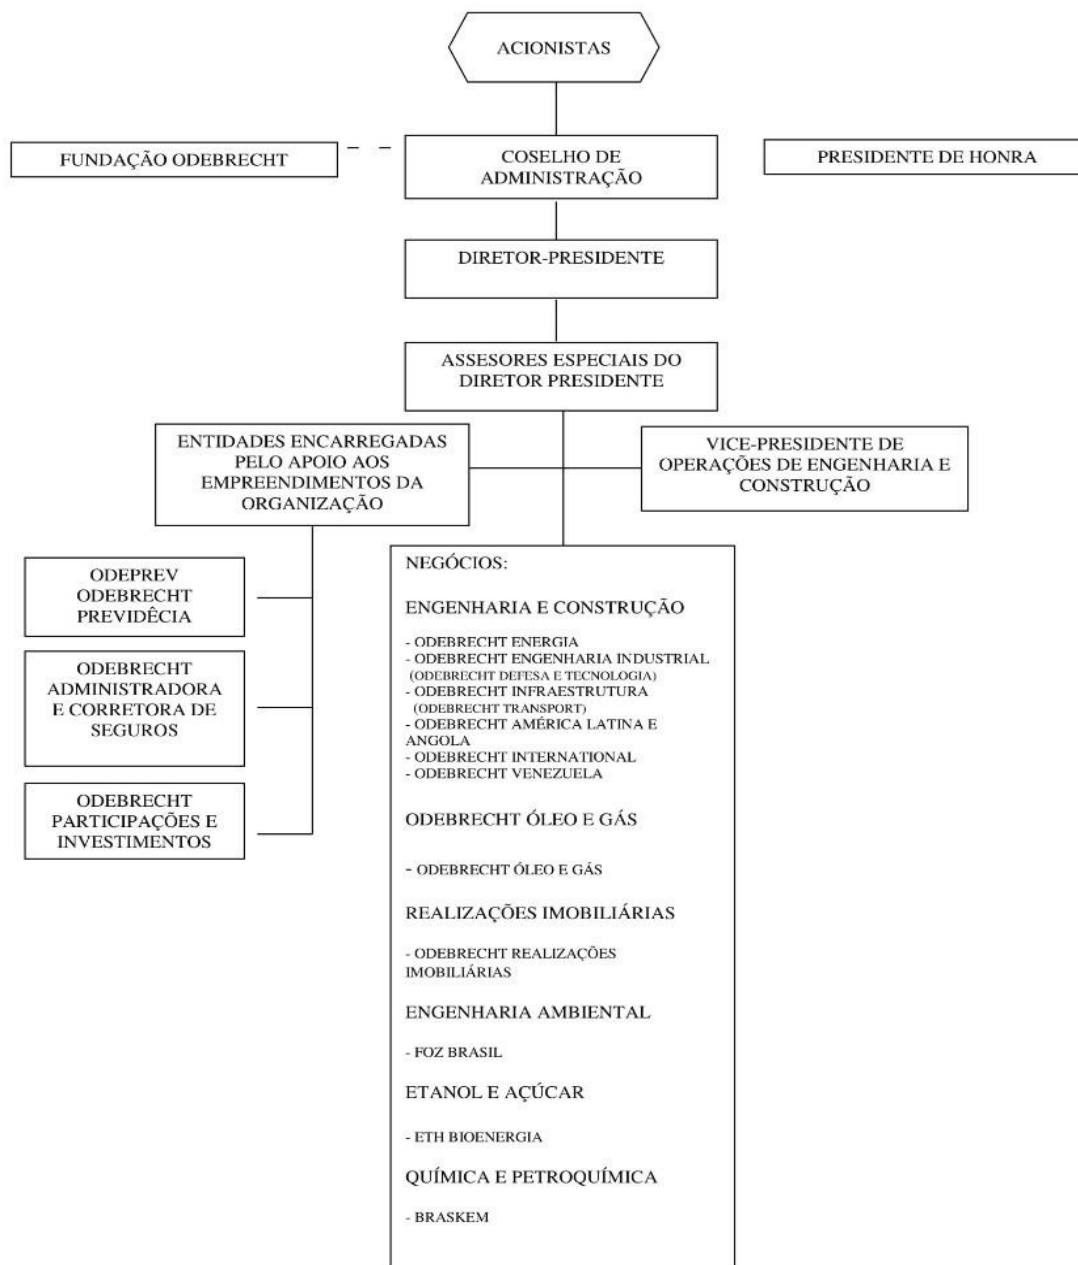 ACIONISTAS
FUNDAÇÃO ODEBRECHT
COSELHO DE
ADMINISTRAÇÃO
PRESIDENTE DE HONRA
DIRETOR-PRESIDENTE
ASSESORES ESPECIAIS DO
DIRETOR PRESIDENTE
ENTIDADES ENCARREGADAS
PELO APOIO AOS
EMPREENDIMENTOS DA
ORGANIZAÇÃO
VICE-PRESIDENTE DE
OPERAÇÕES DE ENGENHARIA E
CONSTRUÇÃO
ODEPREV
ODEBRECHT
PREVIDÊCIA
ODEBRECHT
ADMINISTRADORA
E CORRETORA DE
SEGUROS
ODEBRECHT
PARTICIPAÇÕES E
INVESTIMENTOS
NEGÓCIOS:
ENGENHARIA E CONSTRUÇÃO
- ODEBRECHT ENERGIA
- ODEBRECHT ENGENHARIA INDUSTRIAL
(ODEBRECHT DEFESA E TECNOLOGIA)
- ODEBRECHT INFRAESTRUTURA
(ODEBRECHT TRANSPORT)
- ODEBRECHT AMÉRICA LATINA E
ANGOLA
- ODEBRECHT INTERNATIONAL
- ODEBRECHT VENEZUELA
ODEBRECHT ÓLEO E GÁS
- ODEBRECHT ÓLEO E GÁS
REALIZAÇÕES IMOBILIÁRIAS
- ODEBRECHT REALIZAÇÕES
IMOBILIÁRIAS
ENGENHARIA AMBIENTAL
- FOZ BRASIL
ETANOL E AÇÚCAR
- ETH BIOENERGIA
QUÍMICA E PETROQUÍMICA
- BRASKEM